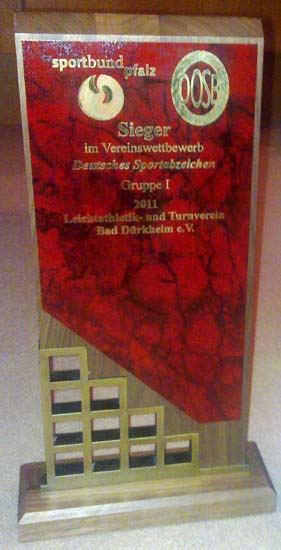 sportbund
pfalz
DOSB
Sieger
im Vereinswettbewerb
Deutsches Sportabzeichen
Gruppe I
2011
Leichtathletik- und Turnverein
Bad Dürkheim e.V.